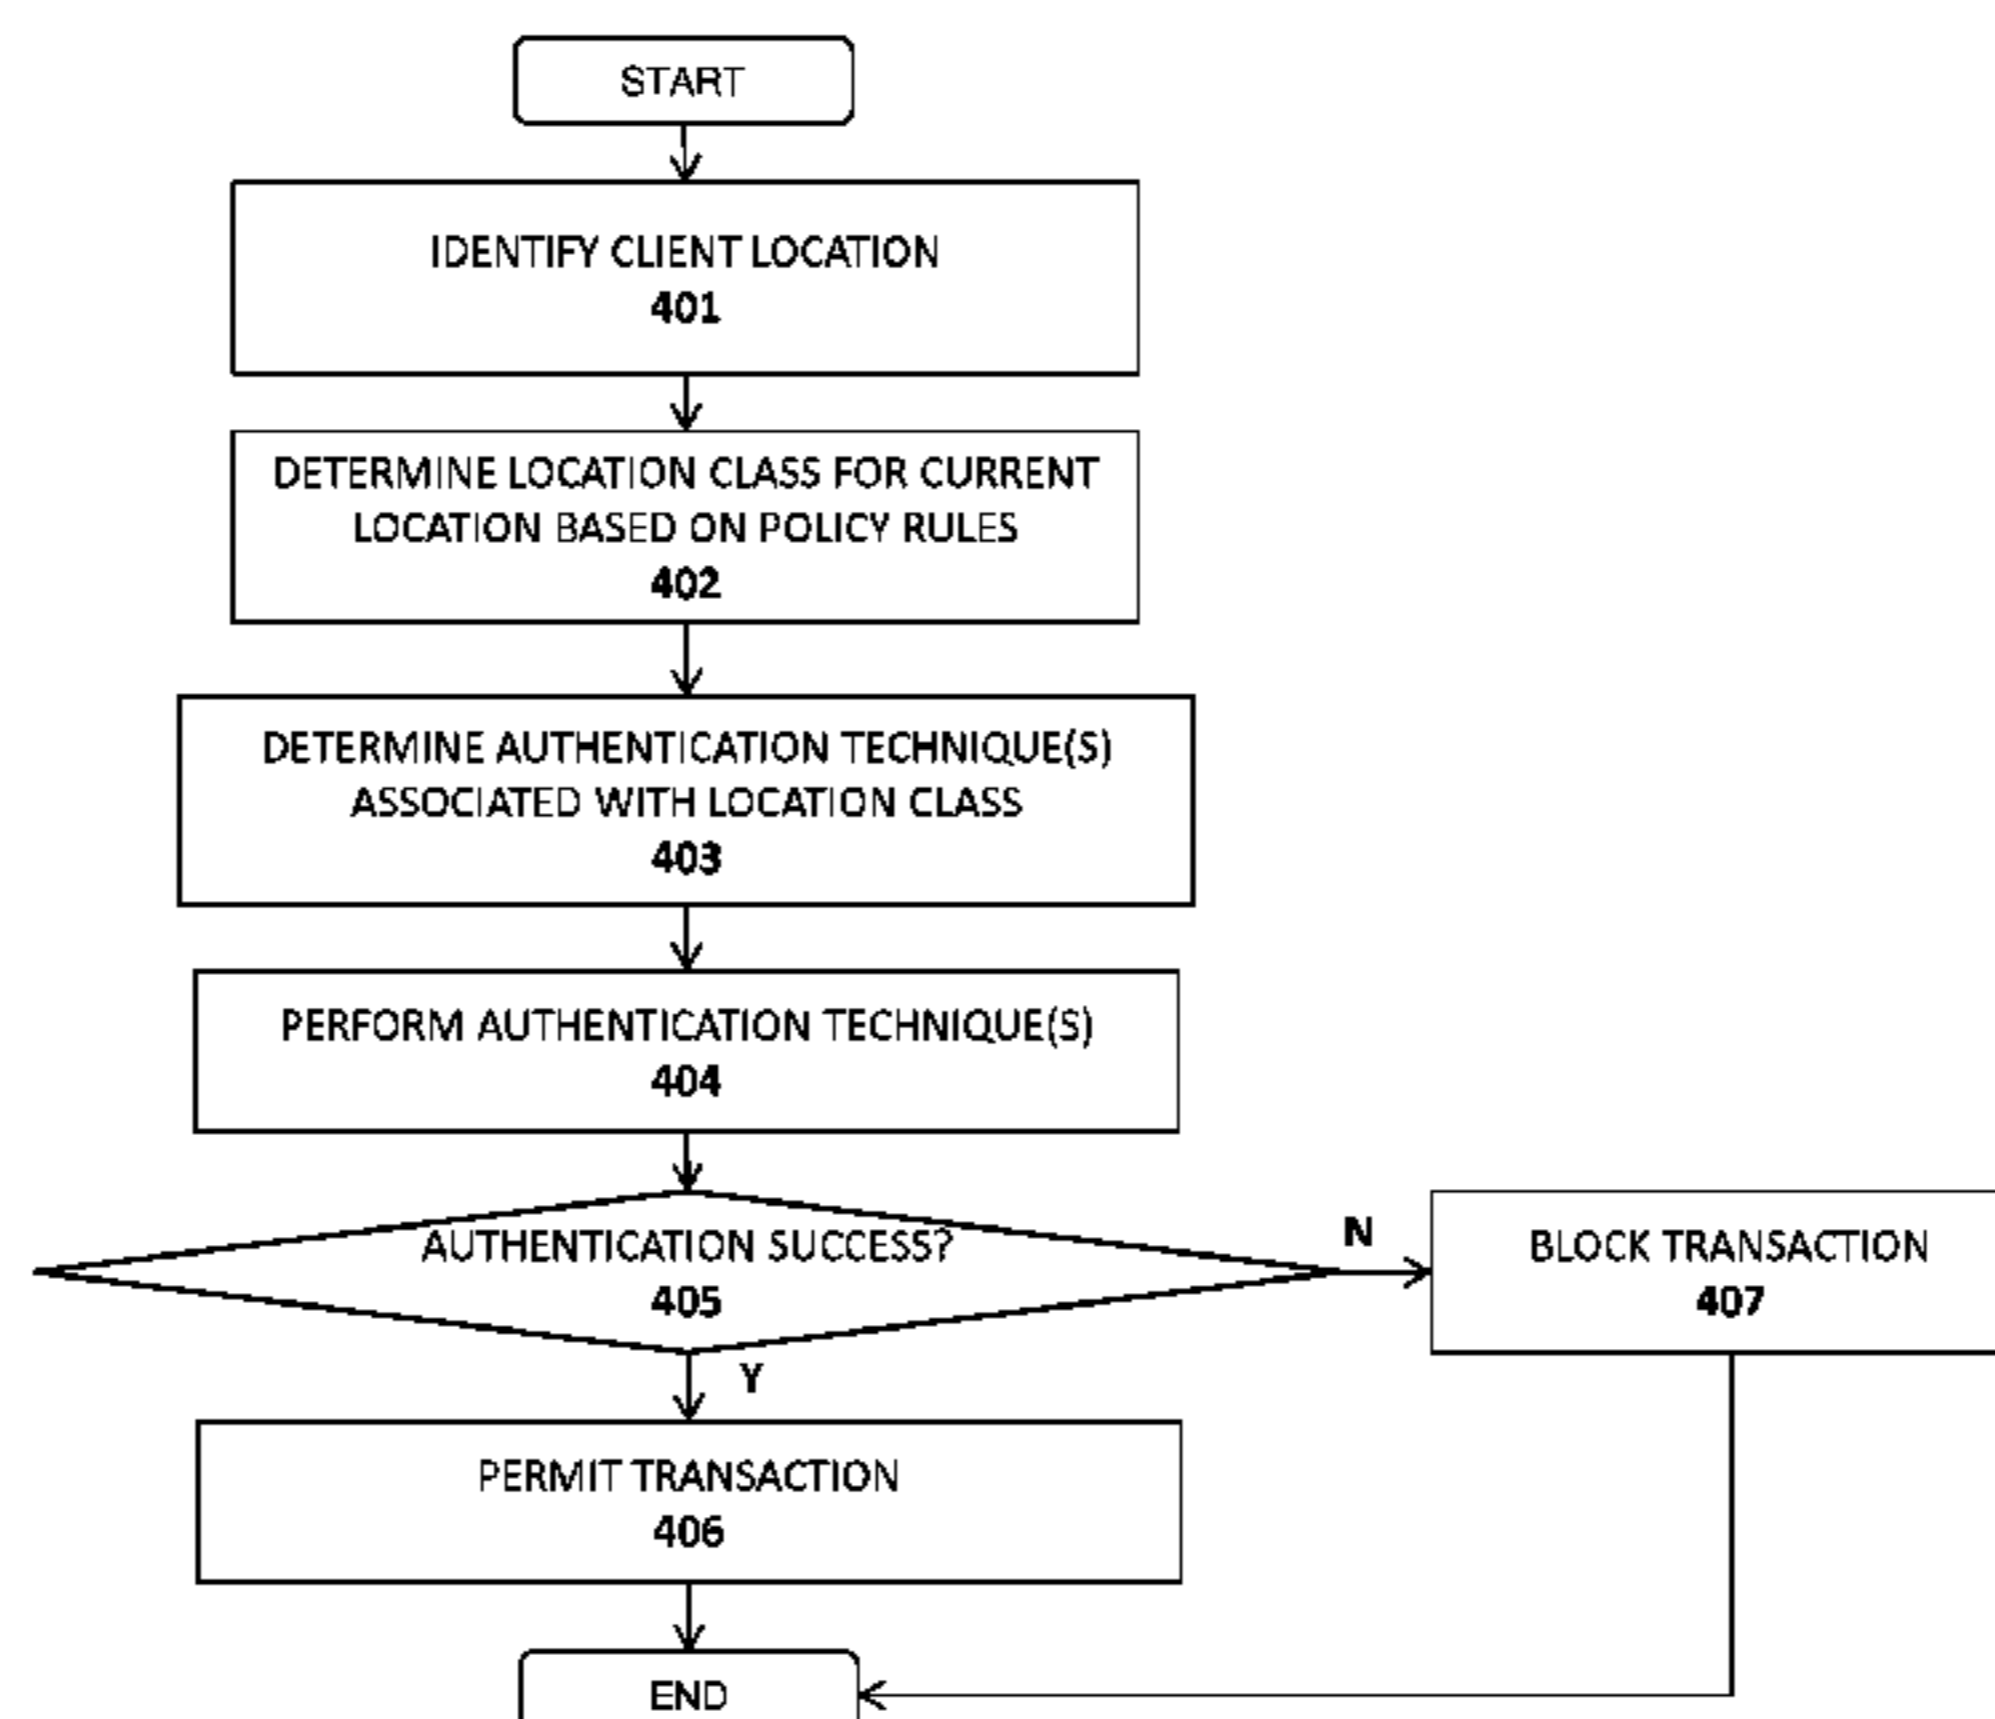 START
IDENTIFY CLIENT LOCATION
401
DETERMINE LOCATION CLASS FOR CURRENT
LOCATION BASED ON POLICY RULES
402
DETERMINE AUTHENTICATION TECHNIQUE(S)
ASSOCIATED WITH LOCATION CLASS
403
PERFORM AUTHENTICATION TECHNIQUE(S)
404
AUTHENTICATION SUCCESS?
405
N
BLOCK TRANSACTION
407
Y
PERMIT TRANSACTION
406
END